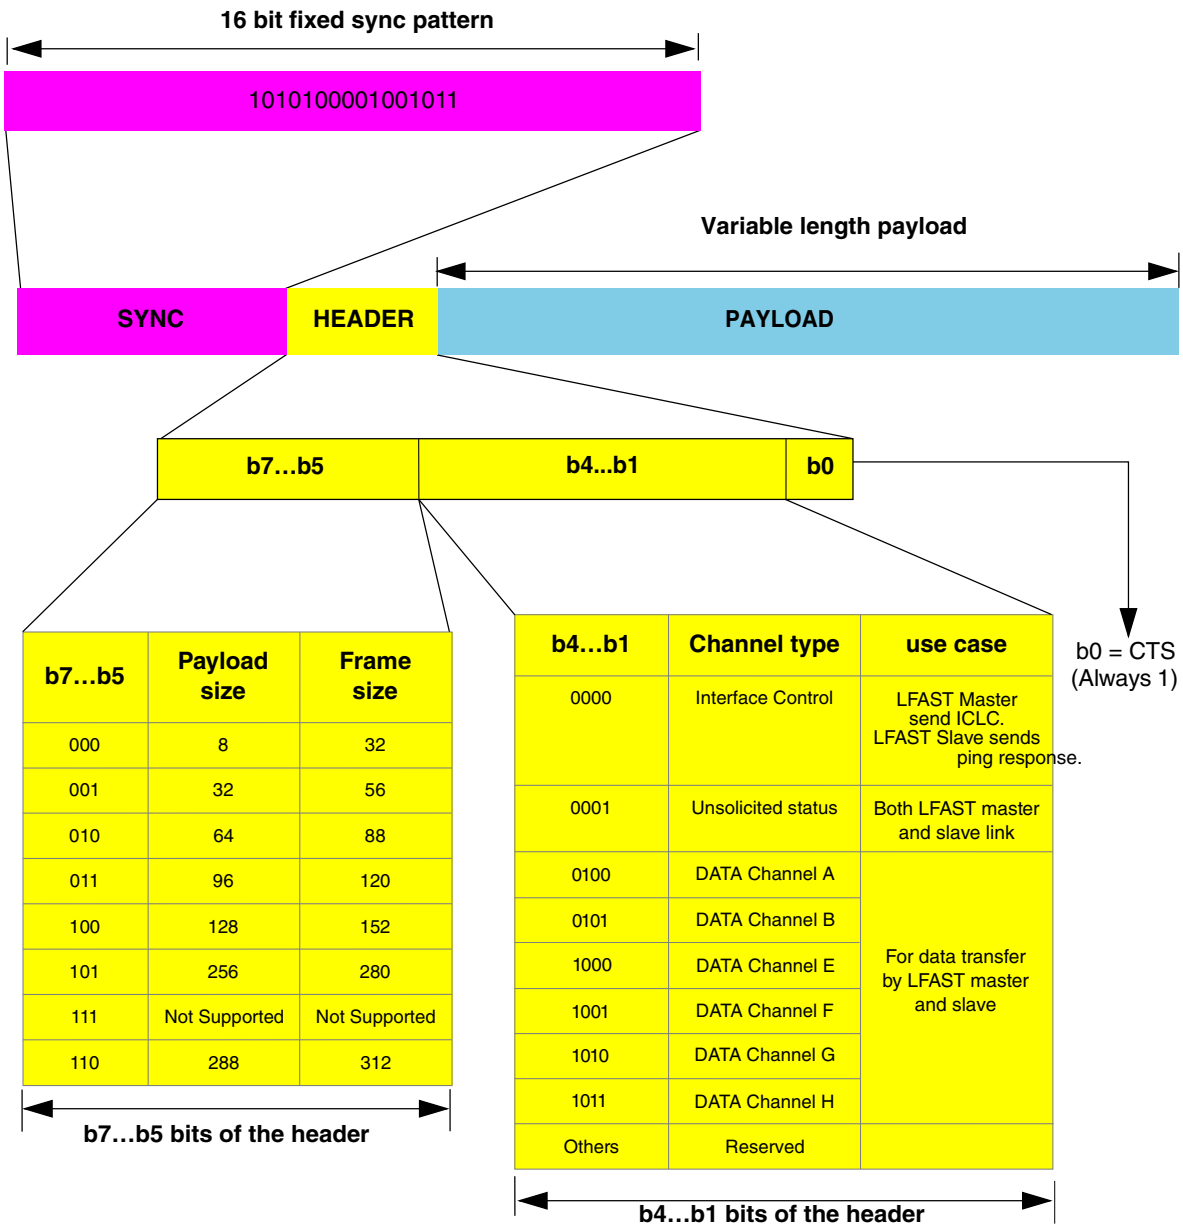 16 bit fixed sync pattern
1010100001001011
Variable length payload
SYNC
HEADER
PAYLOAD
b7...b5
b4...b1
b0
b0 = CTS
(Always 1)
b7...b5
Payload
size
Frame
size
000
8
32
001
32
56
010
64
88
011
96
120
100
128
152
101
256
280
111
Not Supported
Not Supported
110
288
312
b7...b5 bits of the header
b4...b1
Channel type
use case
0000
Interface Control
LFAST Master
send ICLC.
LFAST Slave sends
ping response.
0001
Unsolicited status
Both LFAST master
and slave link
0100
DATA Channel A
0101
DATA Channel B
1000
DATA Channel E
1001
DATA Channel F
1010
DATA Channel G
1011
DATA Channel H
For data transfer
by LFAST master
and slave
Others
Reserved
b4...b1 bits of the header